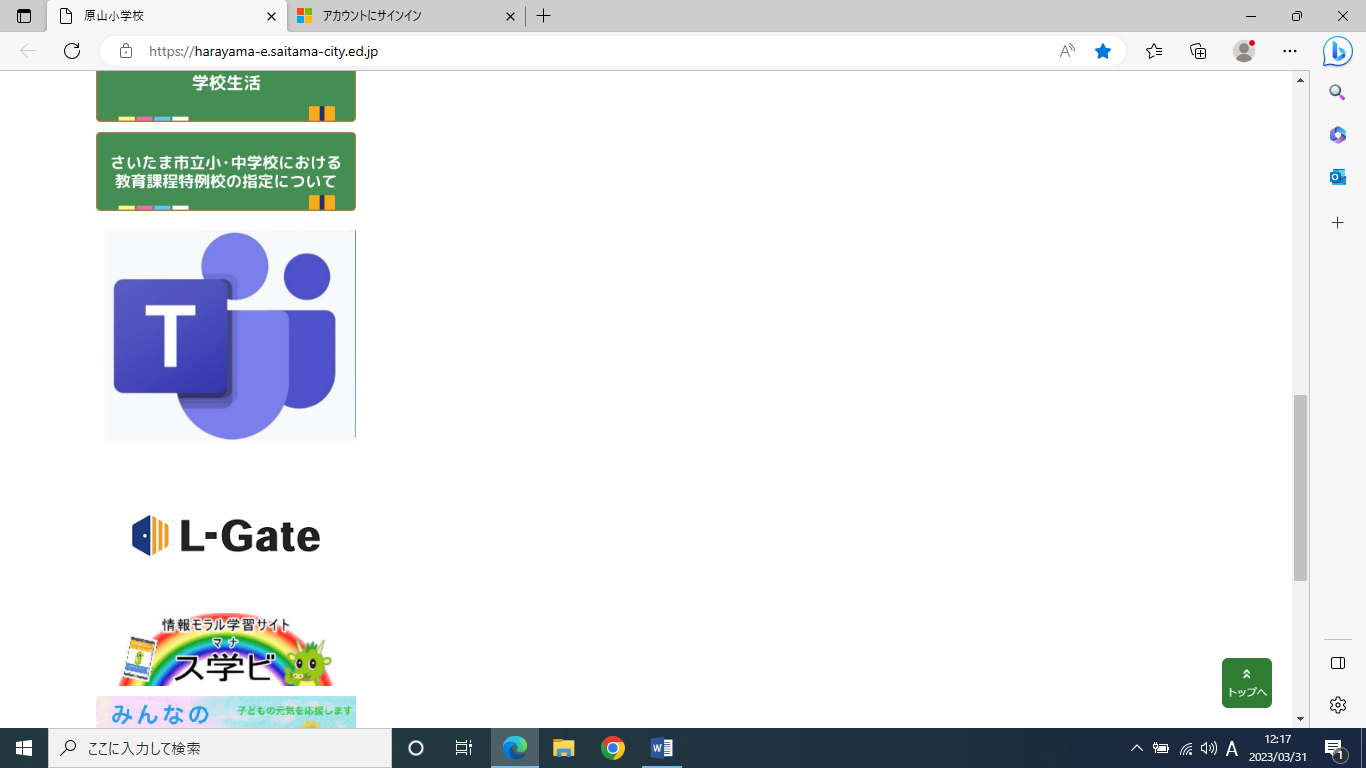 原山小学校
アカウントにサインイン
https://harayama-e.saitama-city.ed.jp
学校生活
さいたま市立小・中学校における
教育課程特例校の指定について
T
L-Gate
情報モラル学習サイト
マナ
ス学ビ
みんなの
子どもの元気を応援します
トップへ
ここに入力して検索
A
12:17
2023/03/31
1